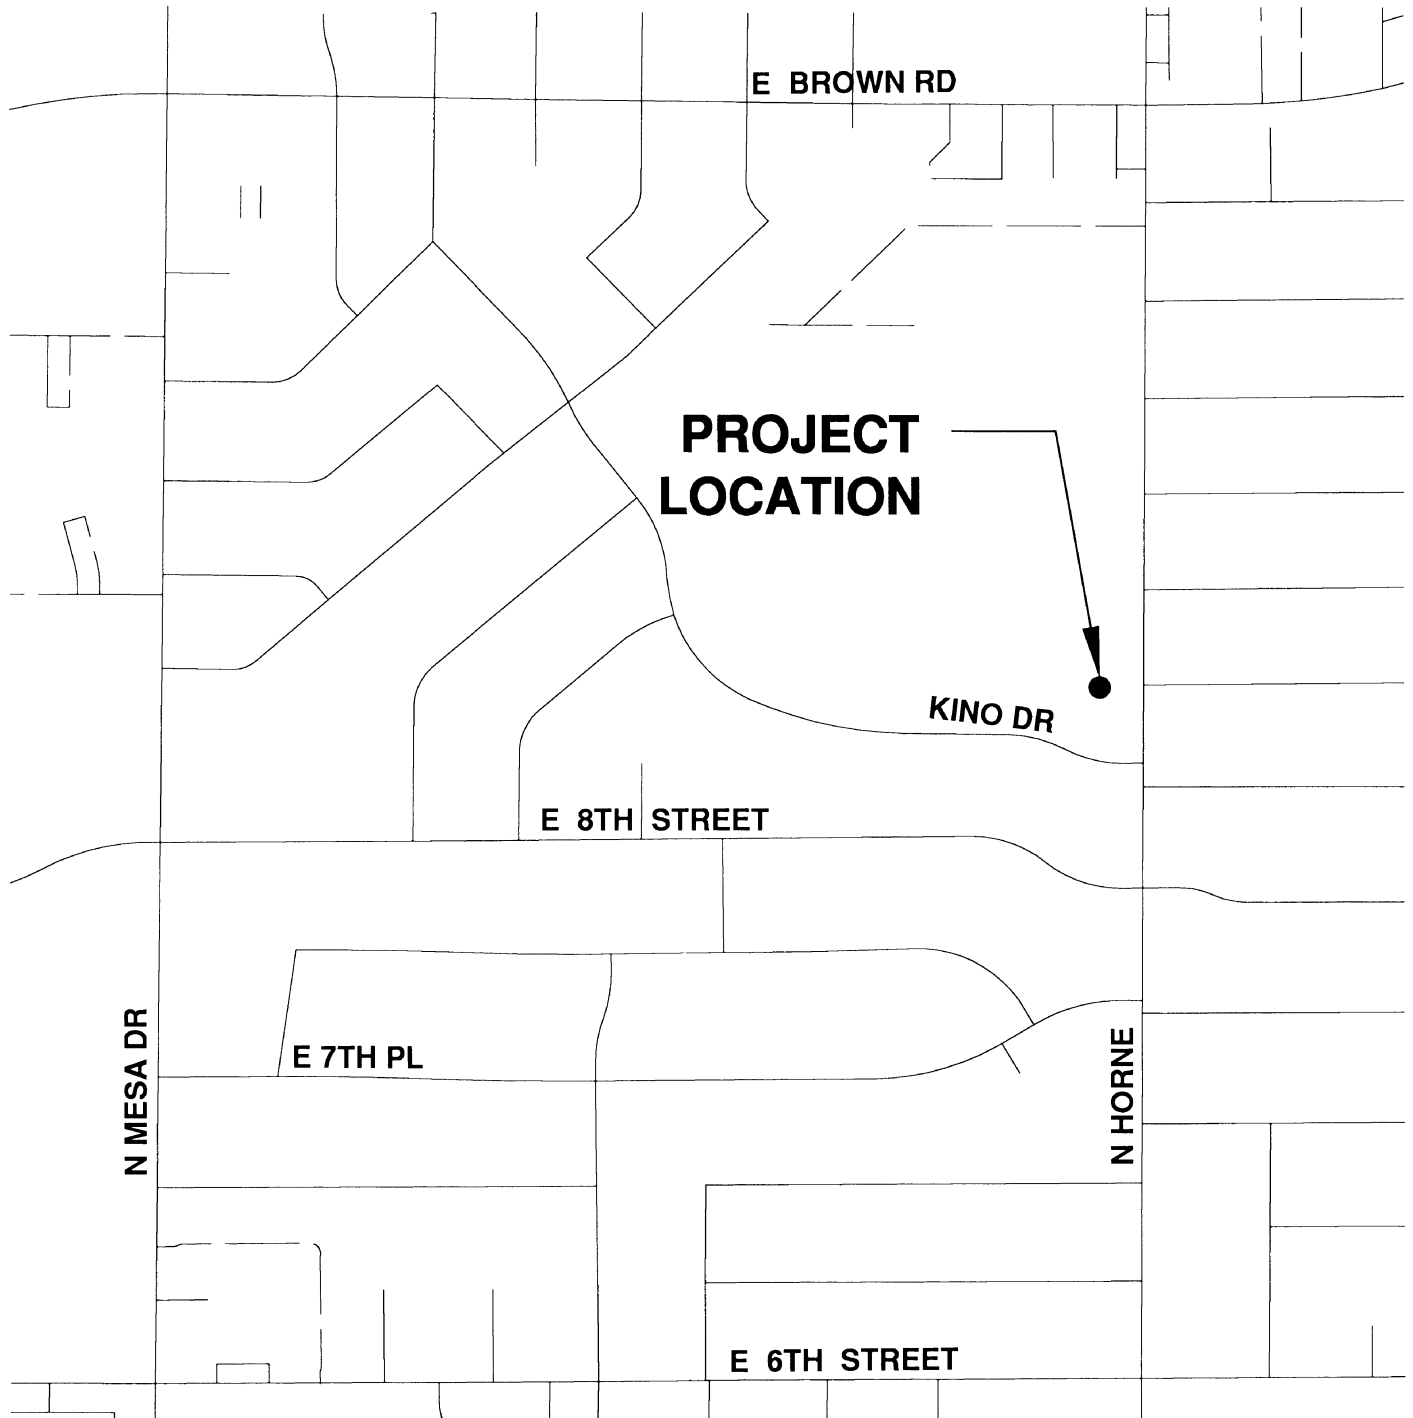 E BROWN RD
PROJECT
LOCATION
KINO DR
E 8TH STREET
N MESA DR
E 7TH PL
N HORNE
E 6TH STREET